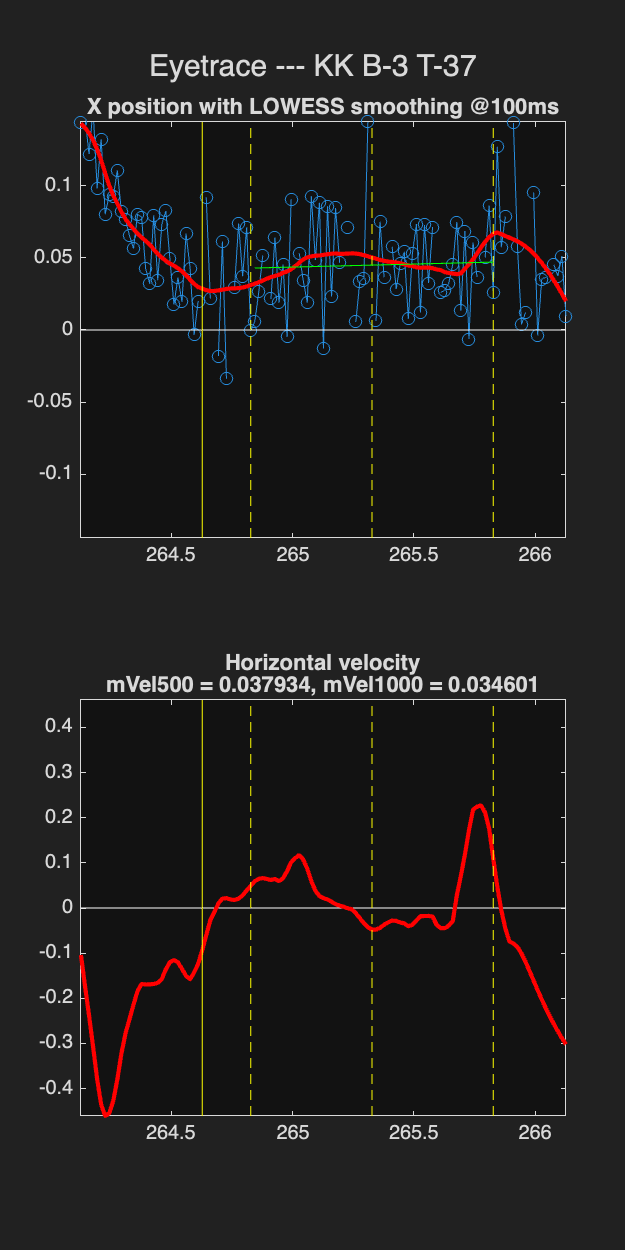 Eyetrace --- KK B-3 T-37
X position with LOWESS smoothing @100ms
0.1
0.05
0
-0.05
-0.1
264.5 265 265.5 266
Horizontal velocity
mVel500 = 0.037934, mVel1000 = 0.034601
0.4
0.3
0.2
0.1
0
-0.1
-0.2
-0.3
-0.4
264.5 265 265.5 266